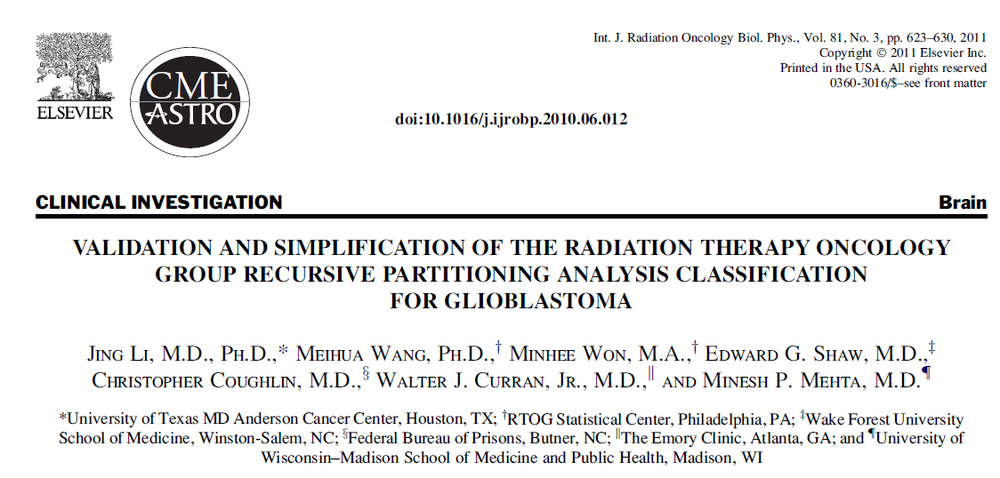 Int. J. Radiation Oncology Biol. Phys., Vol. 81, No. 3, pp. 623–630, 2011
Copyright © 2011 Elsevier Inc.
Printed in the USA. All rights reserved
0360-3016/$–see front matter
ELSEVIER
CME
ASTRO
doi:10.1016/j.ijrobp.2010.06.012
CLINICAL INVESTIGATION Brain
VALIDATION AND SIMPLIFICATION OF THE RADIATION THERAPY ONCOLOGY
GROUP RECURSIVE PARTITIONING ANALYSIS CLASSIFICATION
FOR GLIOBLASTOMA
JING LI, M.D., PH.D.,* MEIHUA WANG, PH.D.,† MINHEE WON, M.A.,† EDWARD G. SHAW, M.D.,‡
CHRISTOPHER COUGHLIN, M.D.,§ WALTER J. CURRAN, JR., M.D.,‖ AND MINESH P. MEHTA, M.D.¶
*University of Texas MD Anderson Cancer Center, Houston, TX; †RTOG Statistical Center, Philadelphia, PA; ‡Wake Forest University
School of Medicine, Winston-Salem, NC; §Federal Bureau of Prisons, Butner, NC; ‖The Emory Clinic, Atlanta, GA; and ¶University of
Wisconsin–Madison School of Medicine and Public Health, Madison, WI